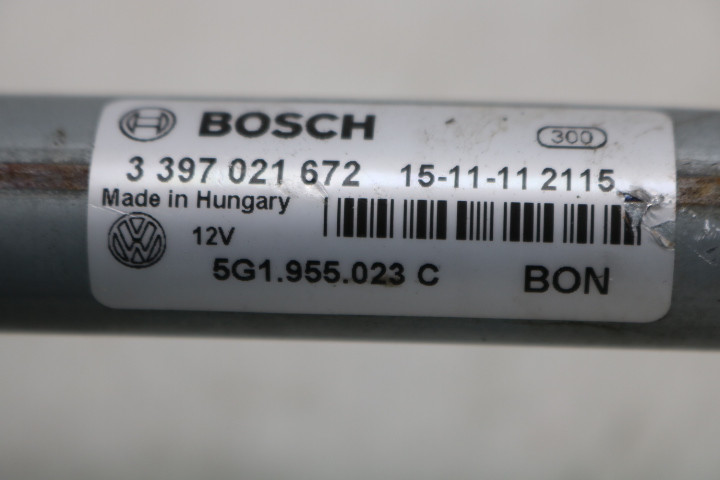 BOSCH 300
3 397 021 672 15-11-11 2115
Made in Hungary
12V
5G1.955.023 C BON